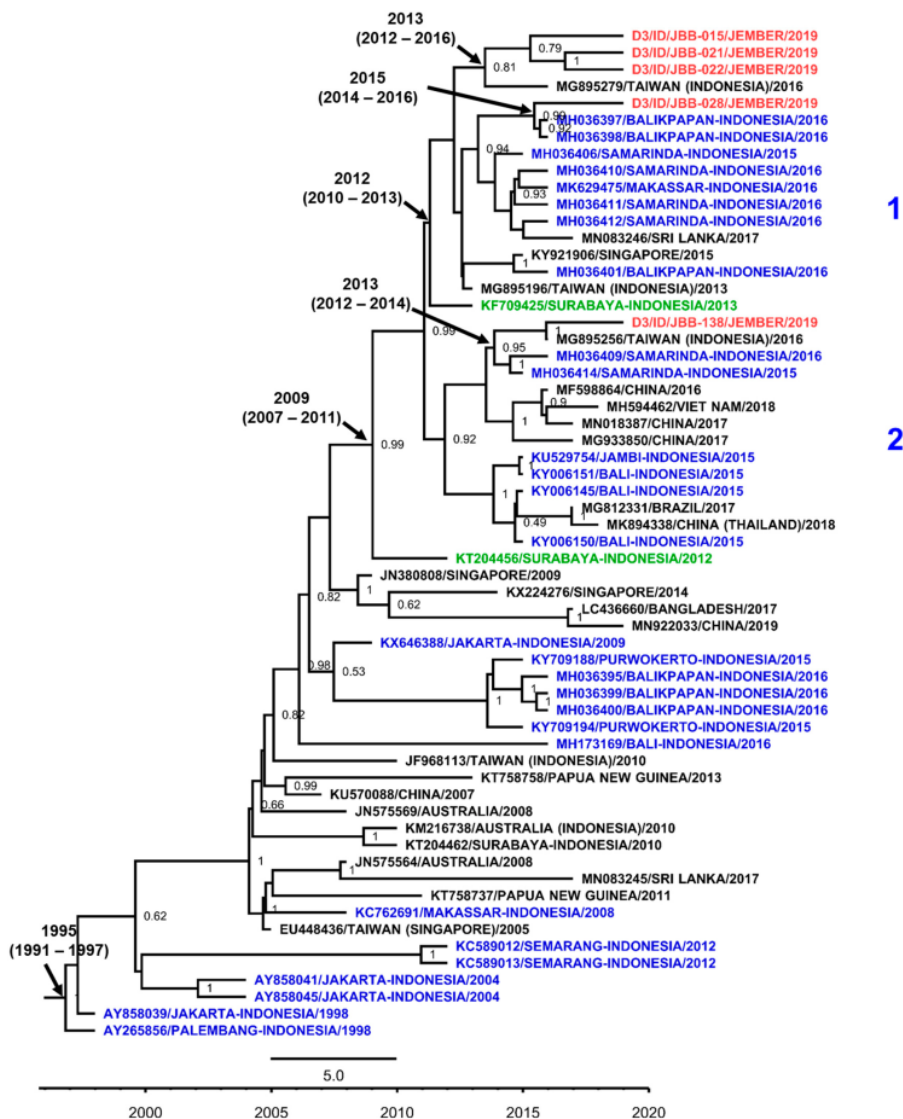 2013
(2012 – 2016)
D3/ID/JBB-015/JEMBER/2019
0.79
D3/ID/JBB-021/JEMBER/2019
1
0.81
D3/ID/JBB-022/JEMBER/2019
2015
(2014 – 2016)
MG895279/TAIWAN (INDONESIA)/2016
D3/ID/JBB-028/JEMBER/2019
0.99
MH036397/BALIKPAPAN-INDONESIA/2016
0.92
MH036398/BALIKPAPAN-INDONESIA/2016
0.94
MH036406/SAMARINDA-INDONESIA/2015
2012
(2010 – 2013)
MH036410/SAMARINDA-INDONESIA/2016
0.93
MK629475/MAKASSAR-INDONESIA/2016
MH036411/SAMARINDA-INDONESIA/2016
1
MH036412/SAMARINDA-INDONESIA/2016
MN083246/SRI LANKA/2017
KY921906/SINGAPORE/2015
1
MH036401/BALIKPAPAN-INDONESIA/2016
2013
(2012 – 2014)
MG895196/TAIWAN (INDONESIA)/2013
KF709425/SURABAYA-INDONESIA/2013
D3/ID/JBB-138/JEMBER/2019
0.99
1
MG895256/TAIWAN (INDONESIA)/2016
0.95
MH036409/SAMARINDA-INDONESIA/2016
1
MH036414/SAMARINDA-INDONESIA/2015
MF598864/CHINA/2016
2009
(2007 – 2011)
0.9
MH594462/VIET NAM/2018
1
MN018387/CHINA/2017
0.99
0.92
MG933850/CHINA/2017
2
KU529754/JAMBI-INDONESIA/2015
1
KY006151/BALI-INDONESIA/2015
1
KY006145/BALI-INDONESIA/2015
MG812331/BRAZIL/2017
1
0.49
MK894338/CHINA (THAILAND)/2018
KY006150/BALI-INDONESIA/2015
KT204456/SURABAYA-INDONESIA/2012
JN380808/SINGAPORE/2009
0.82
1
KX224276/SINGAPORE/2014
0.62
LC436660/BANGLADESH/2017
1
MN922033/CHINA/2019
KX646388/JAKARTA-INDONESIA/2009
0.98
0.53
KY709188/PURWOKERTO-INDONESIA/2015
MH036395/BALIKPAPAN-INDONESIA/2016
1
1
MH036399/BALIKPAPAN-INDONESIA/2016
1
MH036400/BALIKPAPAN-INDONESIA/2016
0.82
KY709194/PURWOKERTO-INDONESIA/2015
MH173169/BALI-INDONESIA/2016
JF968113/TAIWAN (INDONESIA)/2010
KT758758/PAPUA NEW GUINEA/2013
0.99
KU570088/CHINA/2007
0.66
JN575569/AUSTRALIA/2008
KM216738/AUSTRALIA (INDONESIA)/2010
1
KT204462/SURABAYA-INDONESIA/2010
1
JN575564/AUSTRALIA/2008
1
MN083245/SRI LANKA/2017
KT758737/PAPUA NEW GUINEA/2011
1
KC762691/MAKASSAR-INDONESIA/2008
0.62
EU448436/TAIWAN (SINGAPORE)/2005
1995
(1991 – 1997)
KC589012/SEMARANG-INDONESIA/2012
1
KC589013/SEMARANG-INDONESIA/2012
AY858041/JAKARTA-INDONESIA/2004
1
AY858045/JAKARTA-INDONESIA/2004
AY858039/JAKARTA-INDONESIA/1998
AY265856/PALEMBANG-INDONESIA/1998
5.0
2000 2005 2010 2015 2020